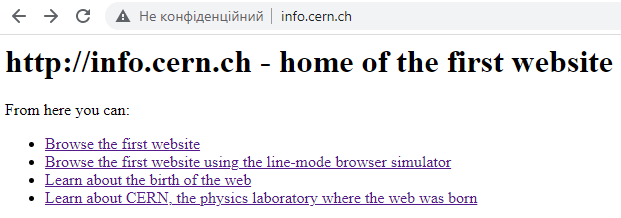 Не конфіденційний info.cern.ch
http://info.cern.ch - home of the first website
From here you can:
Browse the first website
Browse the first website using the line-mode browser simulator
Learn about the birth of the web
Learn about CERN, the physics laboratory where the web was born